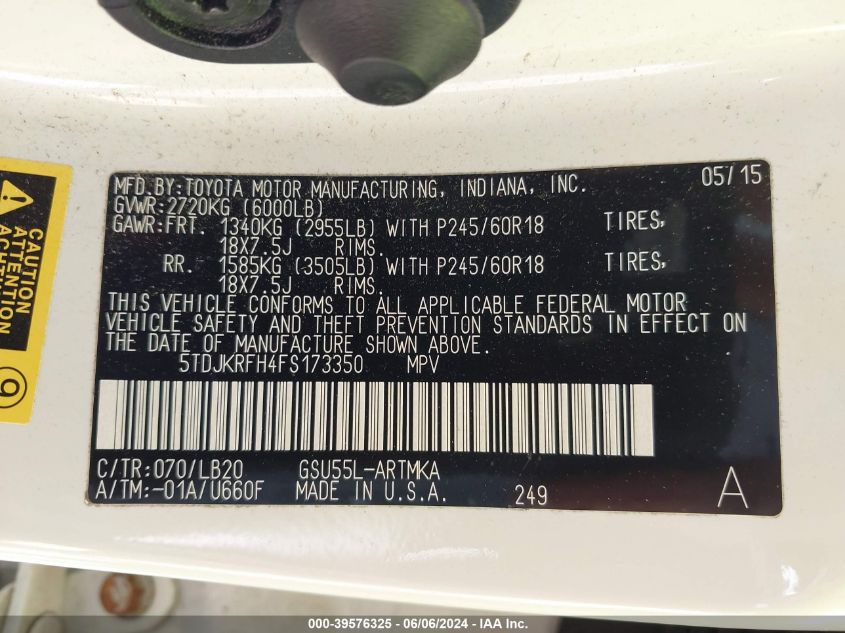 MFD.BY:TOYOTA MOTOR MANUFACTURING, INDIANA, INC. 05/15
GVWR:2720KG (6000LB)
GAWR:FRT. 1340KG (2955LB) WITH P245/60R18 TIRES,
18X7.5J RIMS.
RR. 1585KG (3505LB) WITH P245/60R18 TIRES,
18X7.5J RIMS.
THIS VEHICLE CONFORMS TO ALL APPLICABLE FEDERAL MOTOR
VEHICLE SAFETY AND THEFT PREVENTION STANDARDS IN EFFECT ON
THE DATE OF MANUFACTURE SHOWN ABOVE.
5TDJKRFH4FS173350 MPV
C/TR:070/LB20 GSU55L-ARTMKA
A/TM:-01A/U660F MADE IN U.S.A. 249 A
CAUTION
ATTENTION
ACHTUNG
9
000-39576325 - 06/06/2024 - IAA Inc.